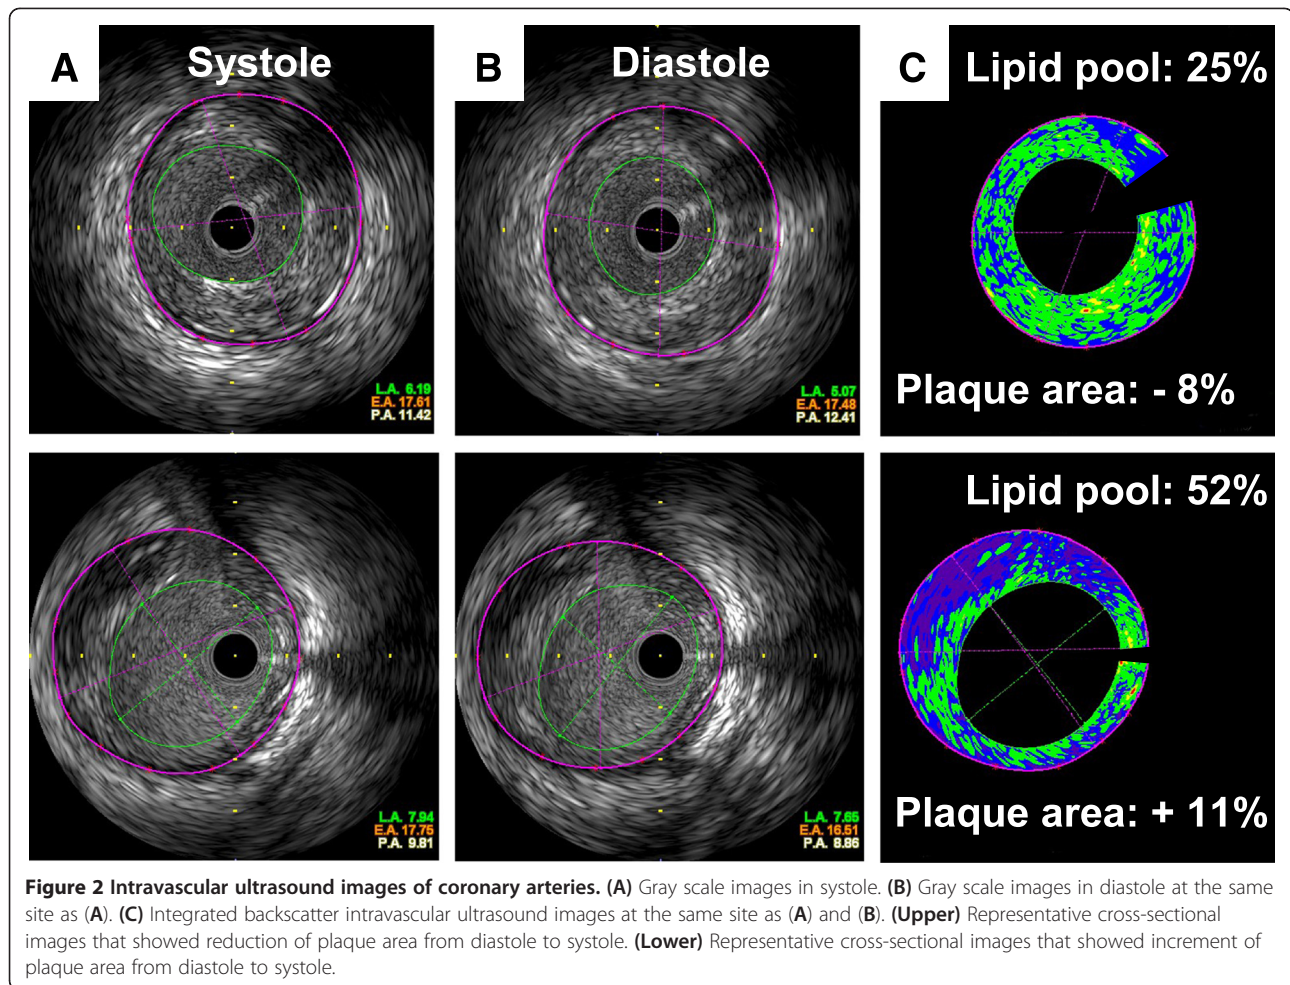 A
Systole
L.A. 6.19
E.A. 17.61
P.A. 11.42
B
Diastole
L.A. 5.07
E.A. 17.48
P.A. 12.41
C
Lipid pool: 25%
Plaque area: - 8%
L.A. 7.94
E.A. 17.75
P.A. 9.81
L.A. 7.65
E.A. 16.51
P.A. 8.86
Lipid pool: 52%
Plaque area: + 11%
Figure 2 Intravascular ultrasound images of coronary arteries. (A) Gray scale images in systole. (B) Gray scale images in diastole at the same
site as (A). (C) Integrated backscatter intravascular ultrasound images at the same site as (A) and (B). (Upper) Representative cross-sectional
images that showed reduction of plaque area from diastole to systole. (Lower) Representative cross-sectional images that showed increment of
plaque area from diastole to systole.